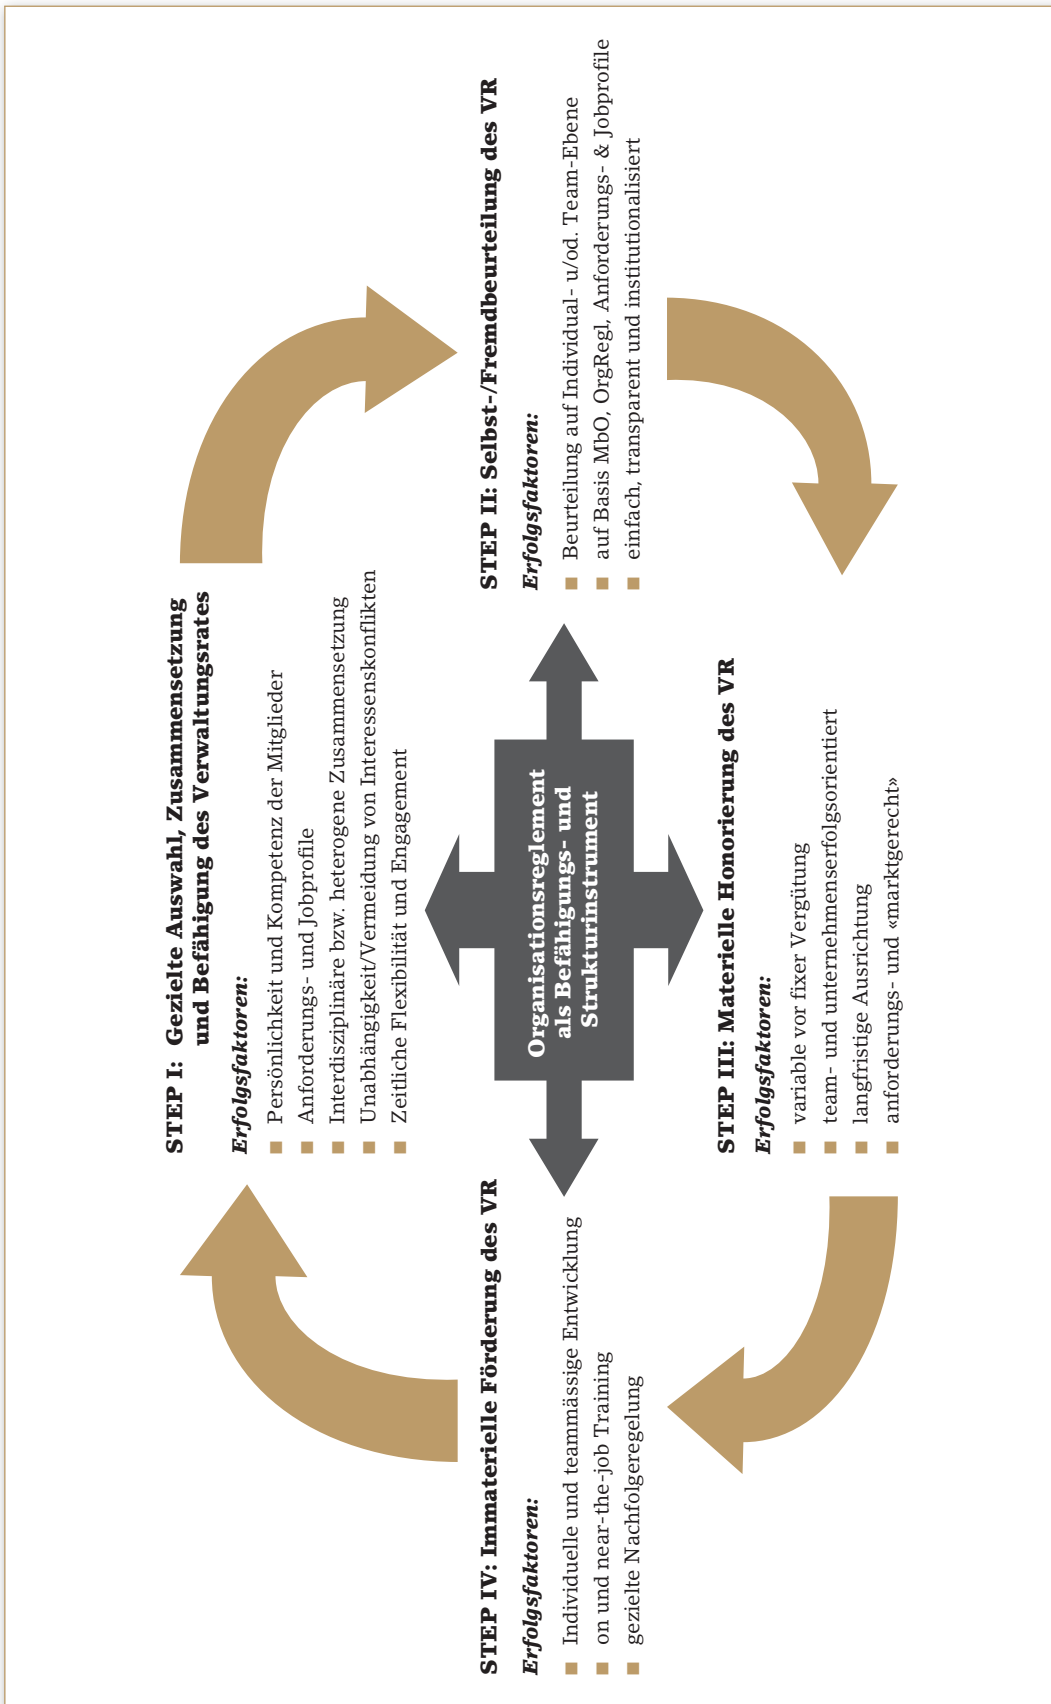 STEP I: Gezielte Auswahl, Zusammensetzung
und Befähigung des Verwaltungsrates
Erfolgsfaktoren:
Persönlichkeit und Kompetenz der Mitglieder
Anforderungs- und Jobprofile
Interdisziplinäre bzw. heterogene Zusammensetzung
Unabhängigkeit/Vermeidung von Interessenskonflikten
Zeitliche Flexibilität und Engagement
STEP II: Selbst-/Fremdbeurteilung des VR
Erfolgsfaktoren:
Beurteilung auf Individual- u/od. Team-Ebene
auf Basis MbO, OrgRegl, Anforderungs- & Jobprofile
einfach, transparent und institutionalisiert
STEP III: Materielle Honorierung des VR
Erfolgsfaktoren:
variable vor fixer Vergütung
team- und unternehmenserfolgsorientiert
langfristige Ausrichtung
anforderungs- und «marktgerecht»
STEP IV: Immaterielle Förderung des VR
Erfolgsfaktoren:
Individuelle und teammässige Entwicklung
on und near-the-job Training
gezielte Nachfolgeregelung
Organisationsreglement
als Befähigungs- und
Strukturinstrument